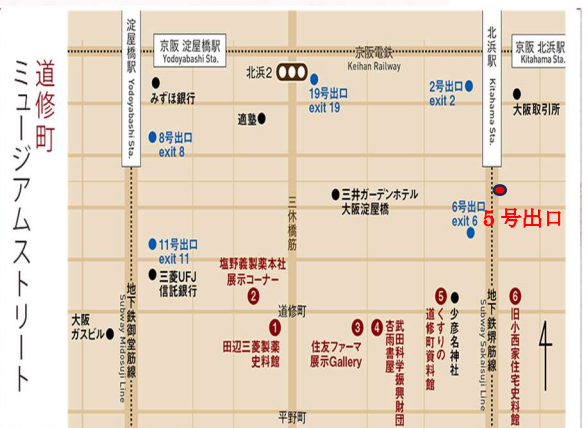 道修町
ミュージアムストリート
淀屋橋駅 Yodoyabashi Sta.
京阪 淀屋橋駅
Yodoyabashi Sta.
京阪電鉄
Keihan Railway
北浜駅 Kitahama Sta.
京阪 北浜駅
Kitahama Sta.
北浜2
みずほ銀行
19号出口
exit 19
2号出口
exit 2
大阪取引所
適塾
8号出口
exit 8
三井ガーデンホテル
大阪淀屋橋
三休橋筋
6号出口
exit 6
5号出口
11号出口
exit 11
三菱UFJ
信託銀行
塩野義製薬本社
展示コーナー
2
道修町
大阪
ガスビル
地下鉄御堂筋線
Subway Midosuji Line
1
田辺三菱製薬
史料館
3
住友ファーマ
展示Gallery
4
武田科学振興財団
杏雨書屋
5
くすりの
道修町資料館
少彦名神社
地下鉄堺筋線
Subway Sakaisuji Line
6
旧小西家住宅史料館
4
平野町